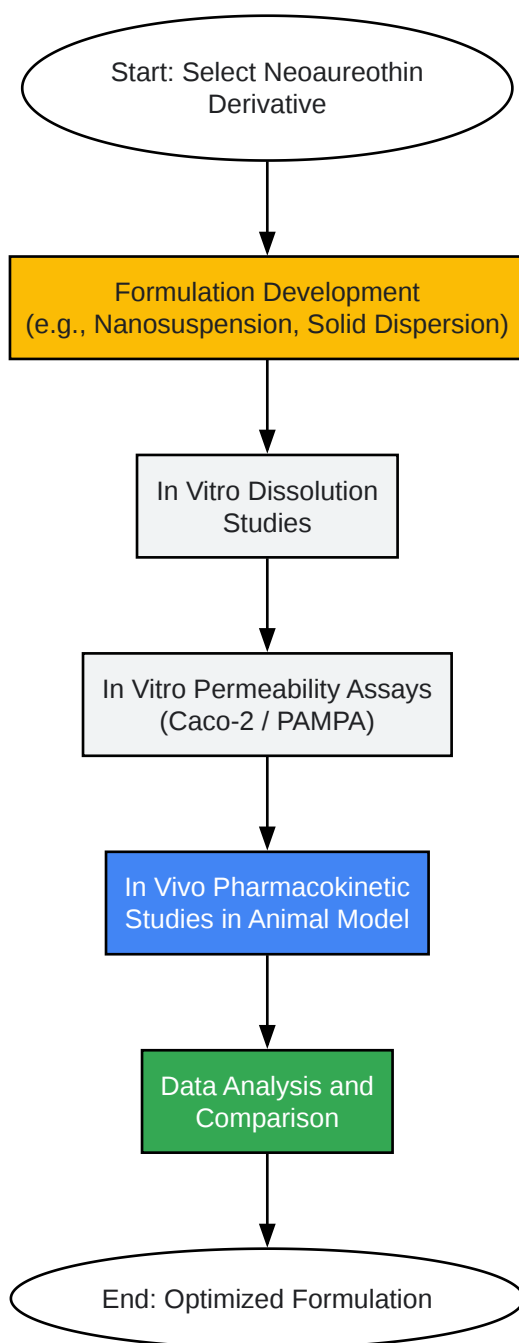 Start: Select Neoaureothin
Derivative
Formulation Development
(e.g., Nanosuspension, Solid Dispersion)
In Vitro Dissolution
Studies
In Vitro Permeability Assays
(Caco-2 / PAMPA)
In Vivo Pharmacokinetic
Studies in Animal Model
Data Analysis and
Comparison
End: Optimized Formulation